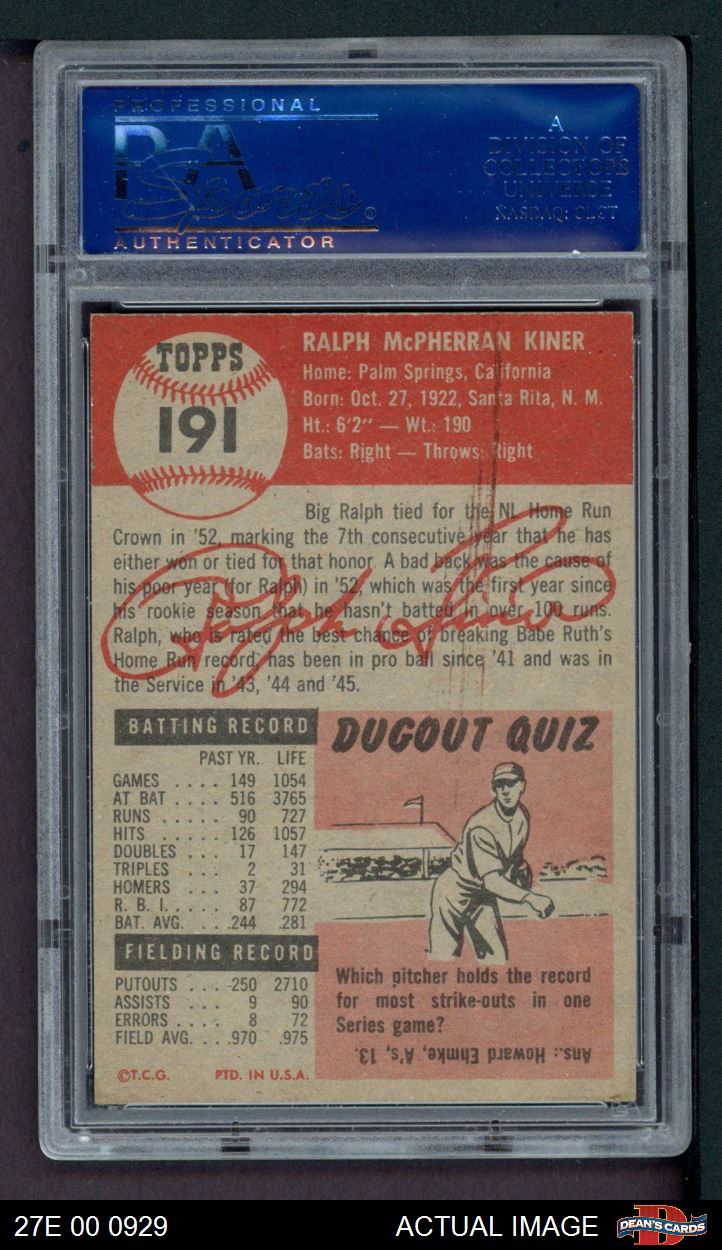 PROFESSIONAL
PSA
Sports
AUTHENTICATOR
A
DIVISION OF
COLLECTORS
UNIVERSE
NASDAQ: CLCT
TOPPS
191
RALPH McPHERRAN KINER
Home: Palm Springs, California
Born: Oct. 27, 1922, Santa Rita, N. M.
Ht.: 6'2" — Wt.: 190
Bats: Right — Throws: Right
Big Ralph tied for the NL Home Run
Crown in '52, marking the 7th consecutive year that he has
either won or tied for that honor. A bad back was the cause of
his poor year (for Ralph) in '52, which was the first year since
his rookie season that he hasn't batted in over 100 runs.
Ralph, who is rated the best chance of breaking Babe Ruth's
Home Run record, has been in pro ball since '41 and was in
the Service in '43, '44 and '45.
Ralph Kiner
BATTING RECORD
PAST YR. LIFE
GAMES .... 149 1054
AT BAT .... 516 3765
RUNS ..... 90 727
HITS ..... 126 1057
DOUBLES ... 17 147
TRIPLES ... 2 31
HOMERS ... 37 294
R. B. I. .... 87 772
BAT. AVG. ... .244 .281
FIELDING RECORD
PUTOUTS .... 250 2710
ASSISTS .... 9 90
ERRORS .... 8 72
FIELD AVG. ... .970 .975
©T.C.G. PTD. IN U.S.A.
DUGOUT QUIZ
Which pitcher holds the record
for most strike-outs in one
Series game?
Ans.: Howard Ehmke, A's, 13.
27E 00 0929 ACTUAL IMAGE
D
DEAN'S CARDS